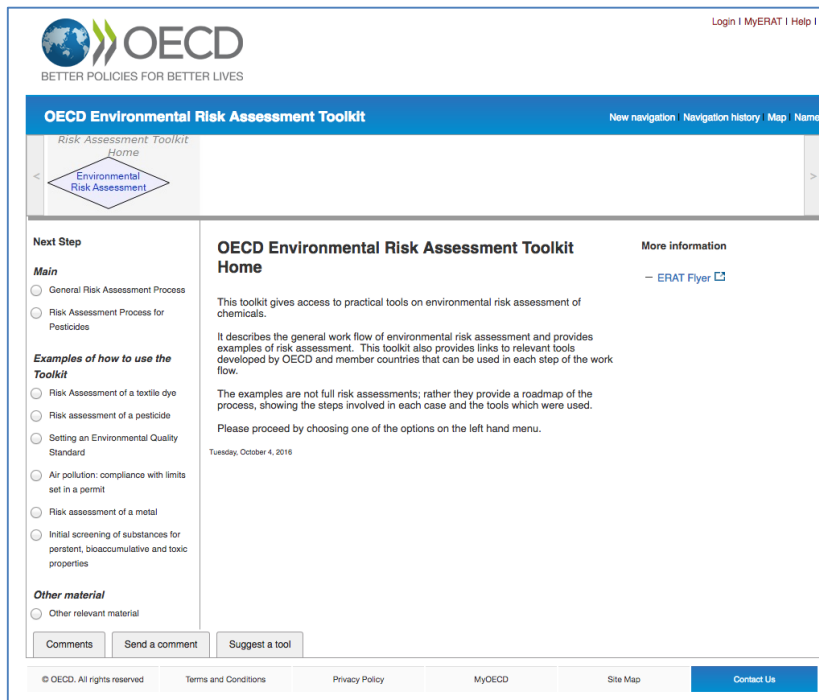 Login I MyERAT I Help I
OECD
BETTER POLICIES FOR BETTER LIVES
OECD Environmental Risk Assessment Toolkit
New navigation | Navigation history | Map | Name
Risk Assessment Toolkit
Home
<
Environmental
Risk Assessment
>
Next Step
Main
General Risk Assessment Process
Risk Assessment Process for
Pesticides
Examples of how to use the
Toolkit
Risk Assessment of a textile dye
Risk assessment of a pesticide
Setting an Environmental Quality
Standard
Air pollution: compliance with limits
set in a permit
Risk assessment of a metal
Initial screening of substances for
perstent, bioaccumulative and toxic
properties
Other material
Other relevant material
OECD Environmental Risk Assessment Toolkit
Home
This toolkit gives access to practical tools on environmental risk assessment of
chemicals.
It describes the general work flow of environmental risk assessment and provides
examples of risk assessment. This toolkit also provides links to relevant tools
developed by OECD and member countries that can be used in each step of the work
flow.
The examples are not full risk assessments; rather they provide a roadmap of the
process, showing the steps involved in each case and the tools which were used.
Please proceed by choosing one of the options on the left hand menu.
Tuesday, October 4, 2016
More information
– ERAT Flyer
Comments
Send a comment
Suggest a tool
© OECD. All rights reserved
Terms and Conditions
Privacy Policy
MyOECD
Site Map
Contact Us